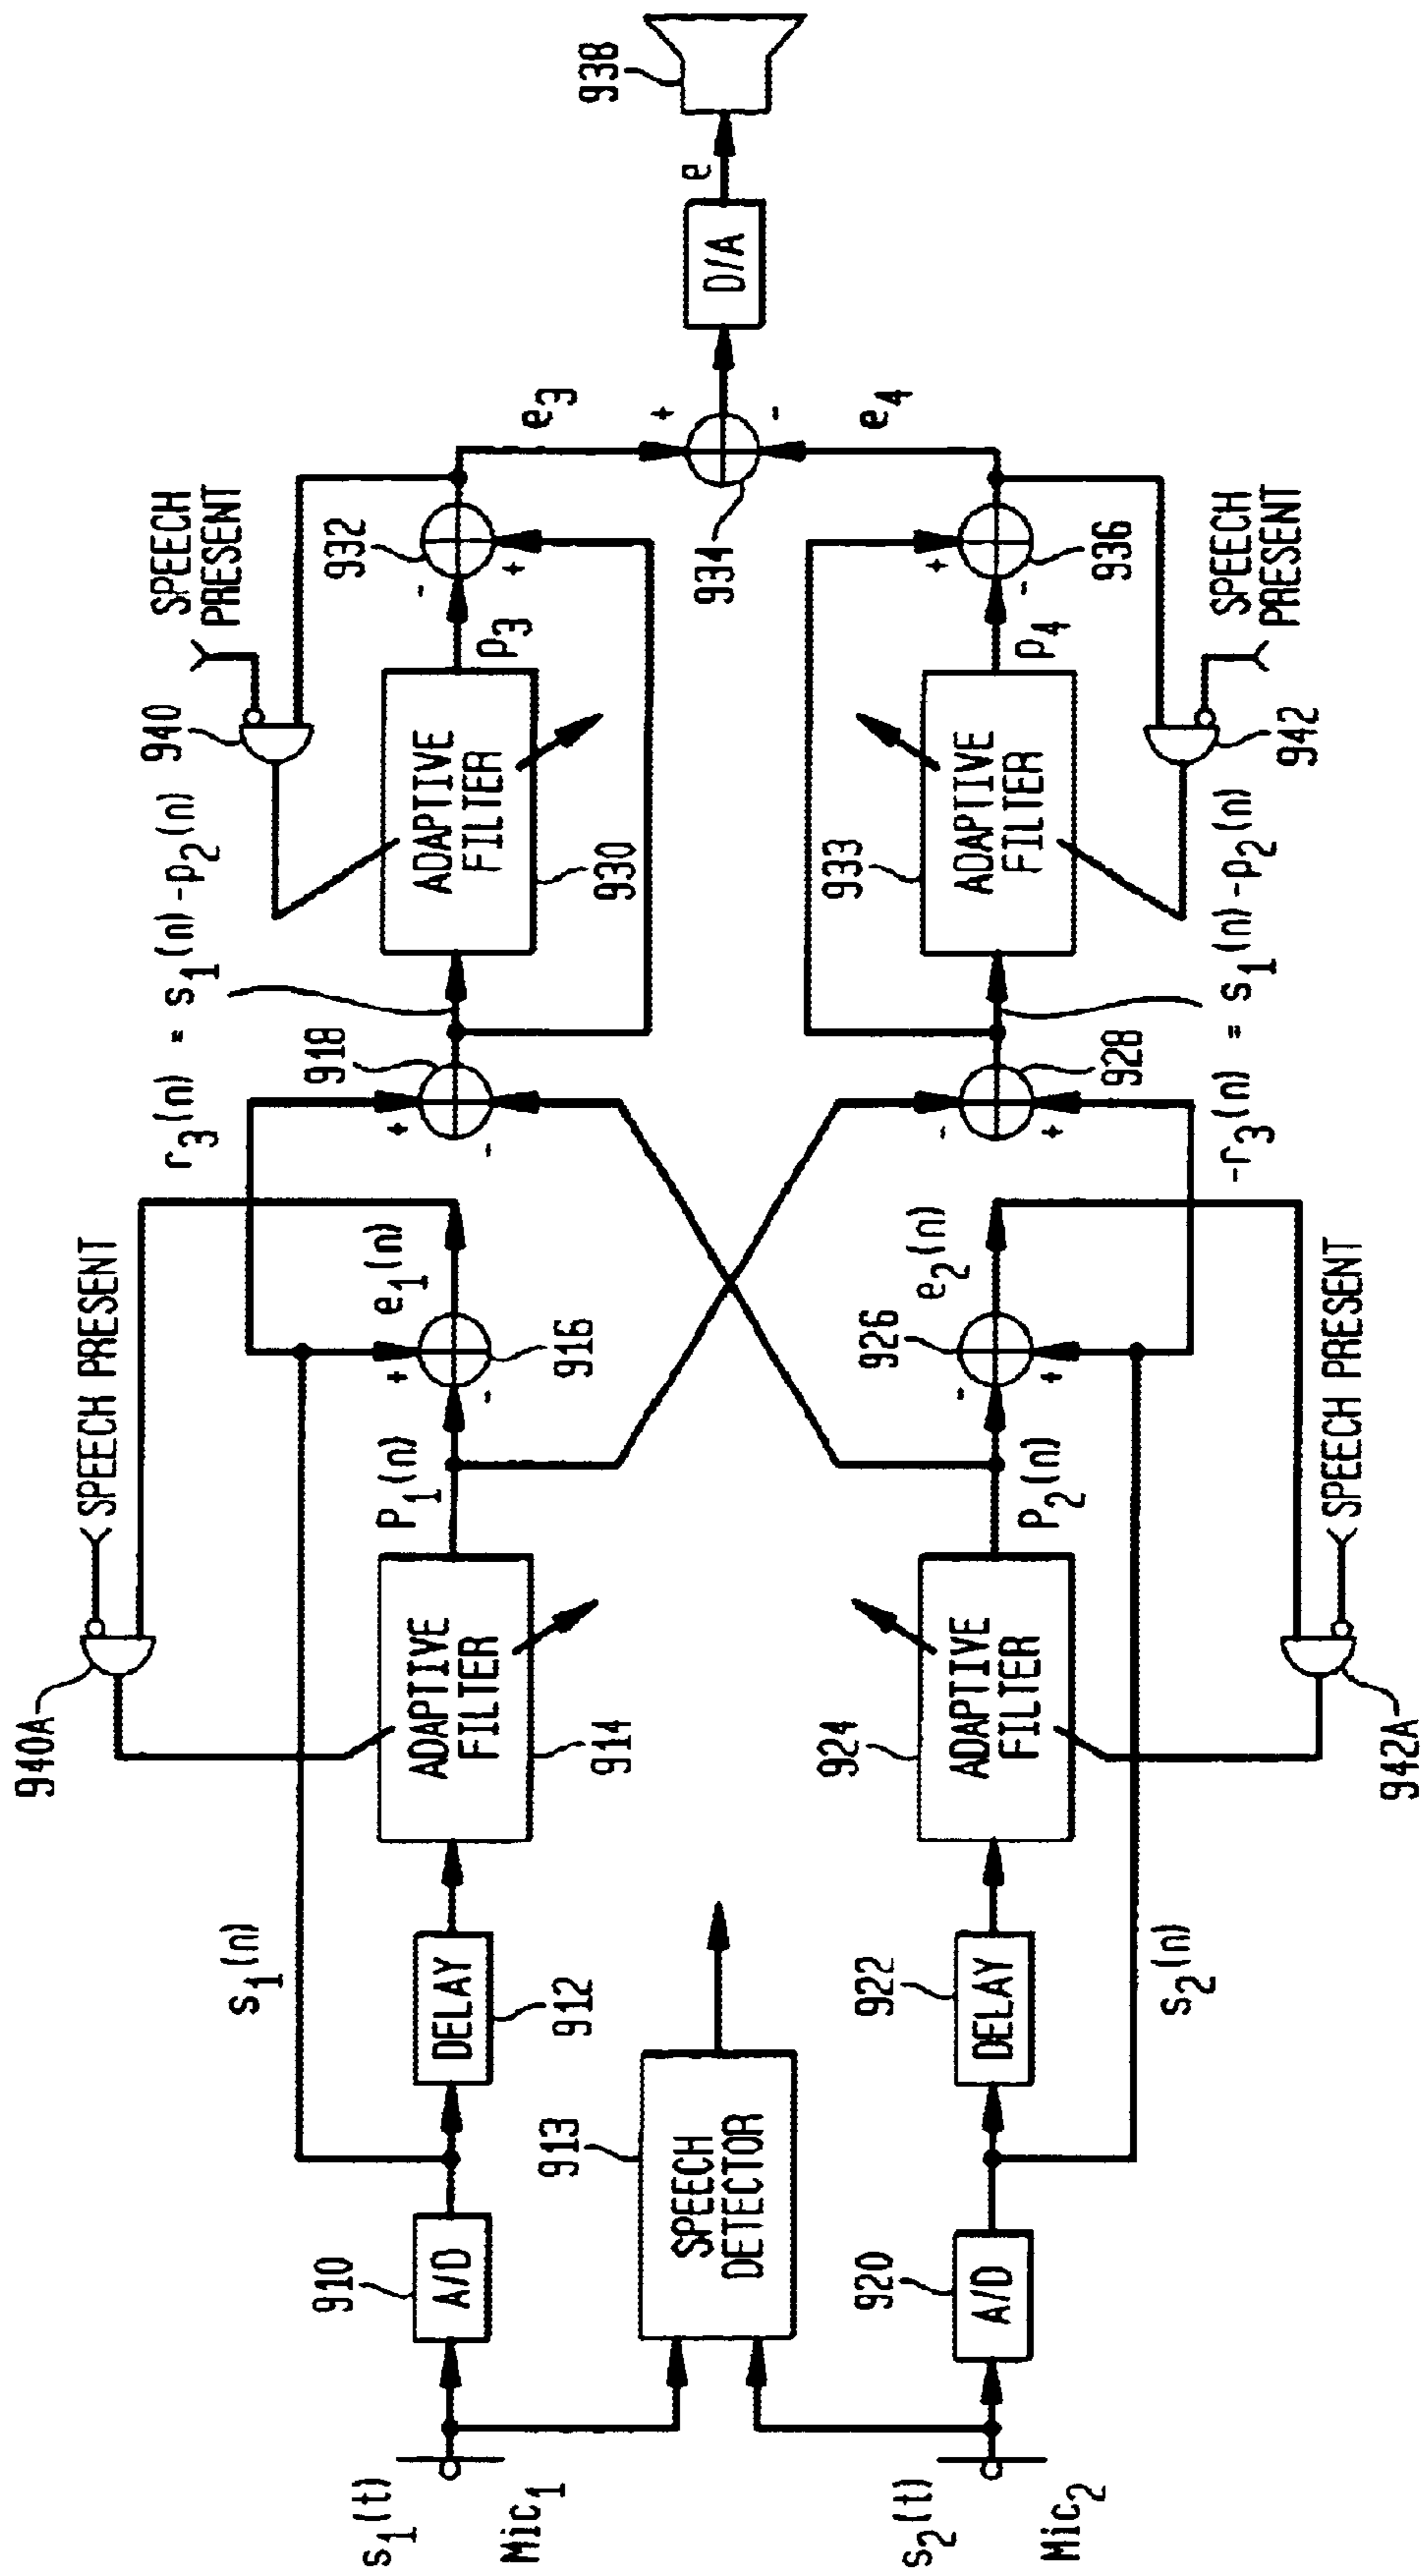 s1(t)
Mic1
910
A/D
s1(n)
DELAY
912
940A
SPEECH PRESENT
ADAPTIVE
FILTER
914
P1(n)
+
-
916
e1(n)
r3(n) = s1(n)-p2(n)
918
+
-
940
SPEECH
PRESENT
ADAPTIVE
FILTER
930
p3
932
-
+
e3
913
SPEECH
DETECTOR
+
-
934
D/A
e
938
s2(t)
Mic2
920
A/D
922
DELAY
s2(n)
924
ADAPTIVE
FILTER
942A
SPEECH PRESENT
P2(n)
926
-
+
e2(n)
-
+
928
-r3(n) = s1(n)-p2(n)
933
ADAPTIVE
FILTER
942
SPEECH
PRESENT
p4
+
-
936
e4